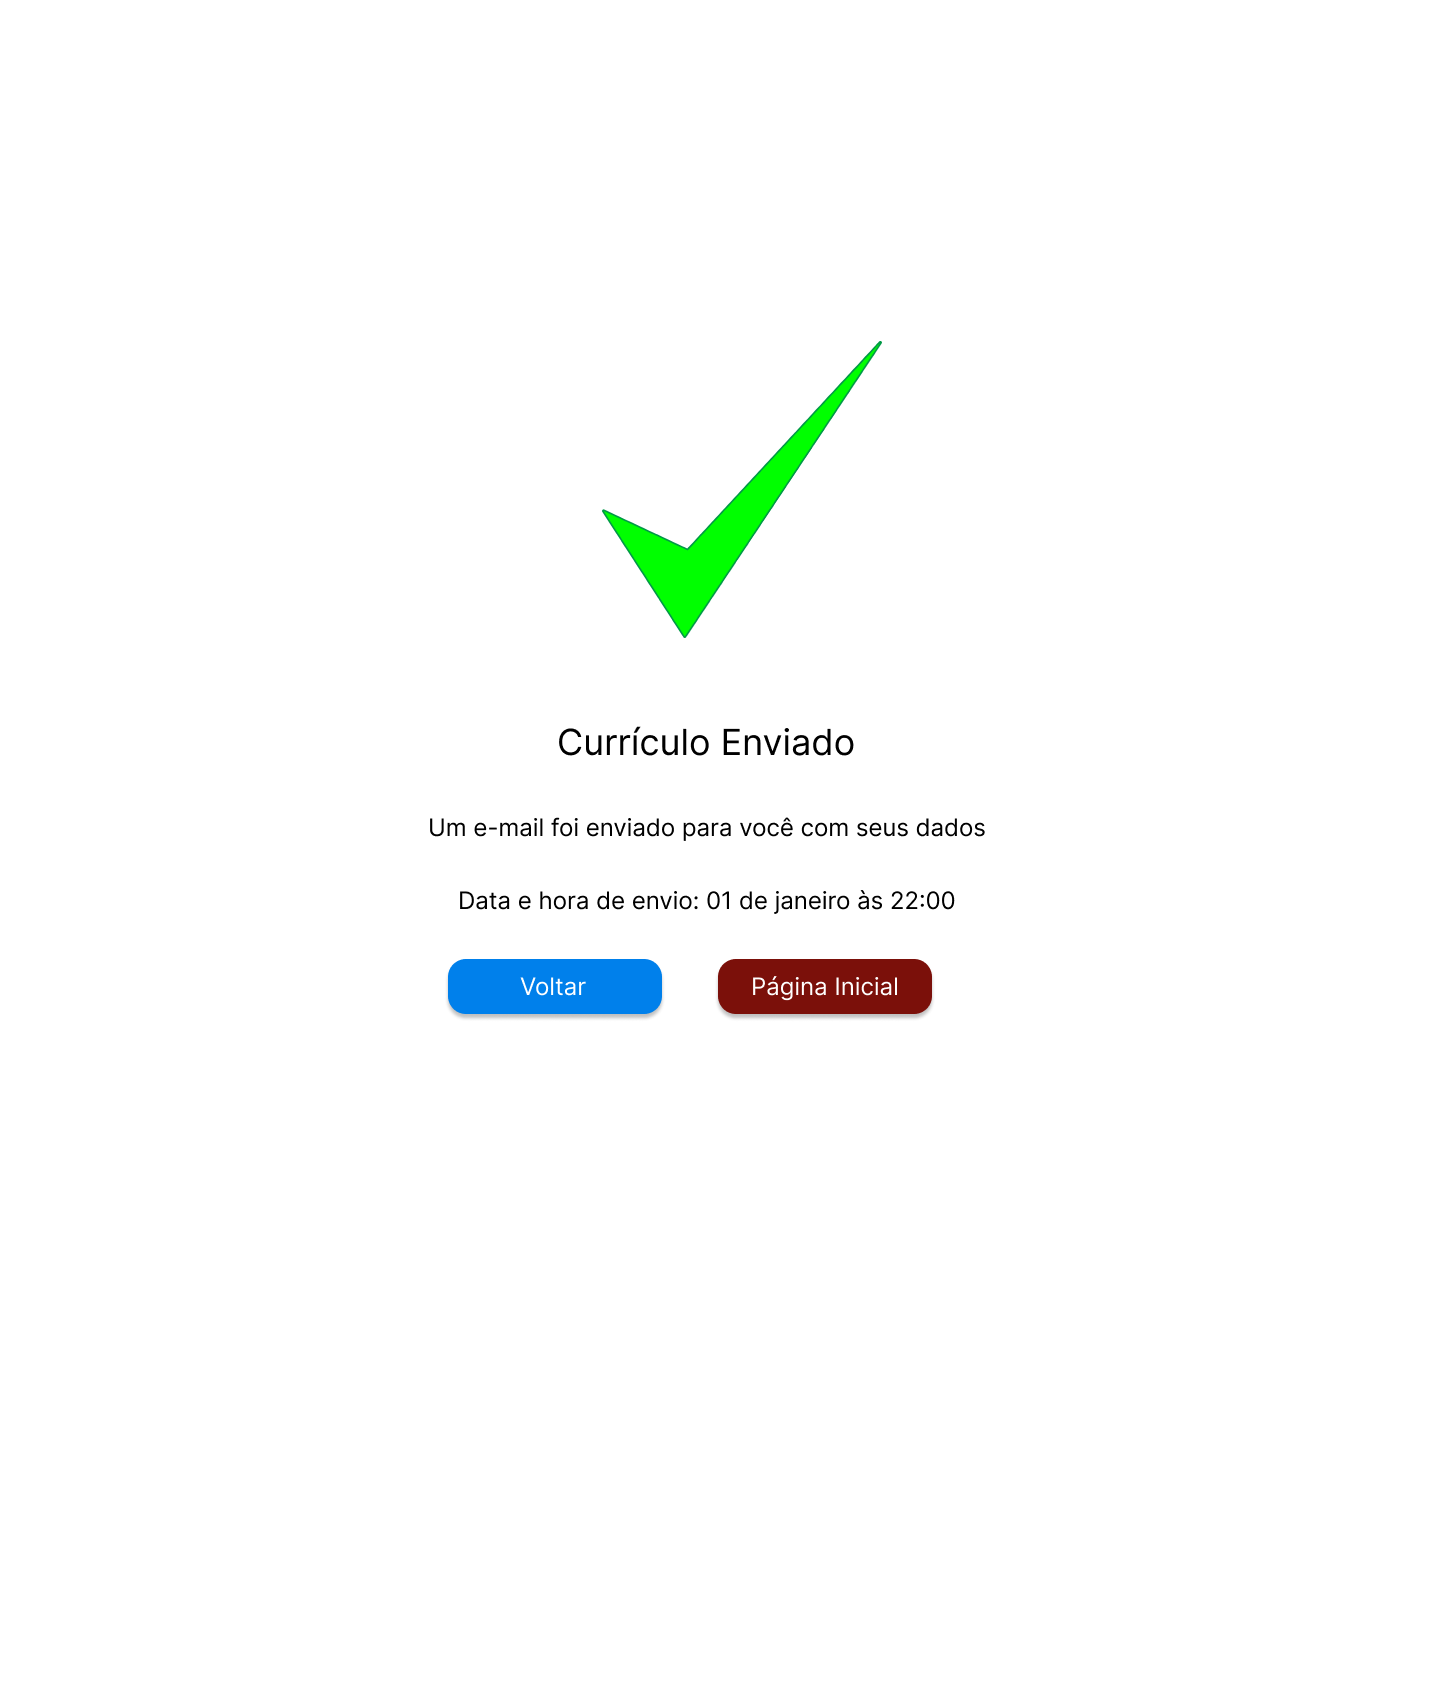 Currículo Enviado
Um e-mail foi enviado para você com seus dados
Data e hora de envio: 01 de janeiro às 22:00
Voltar
Página Inicial